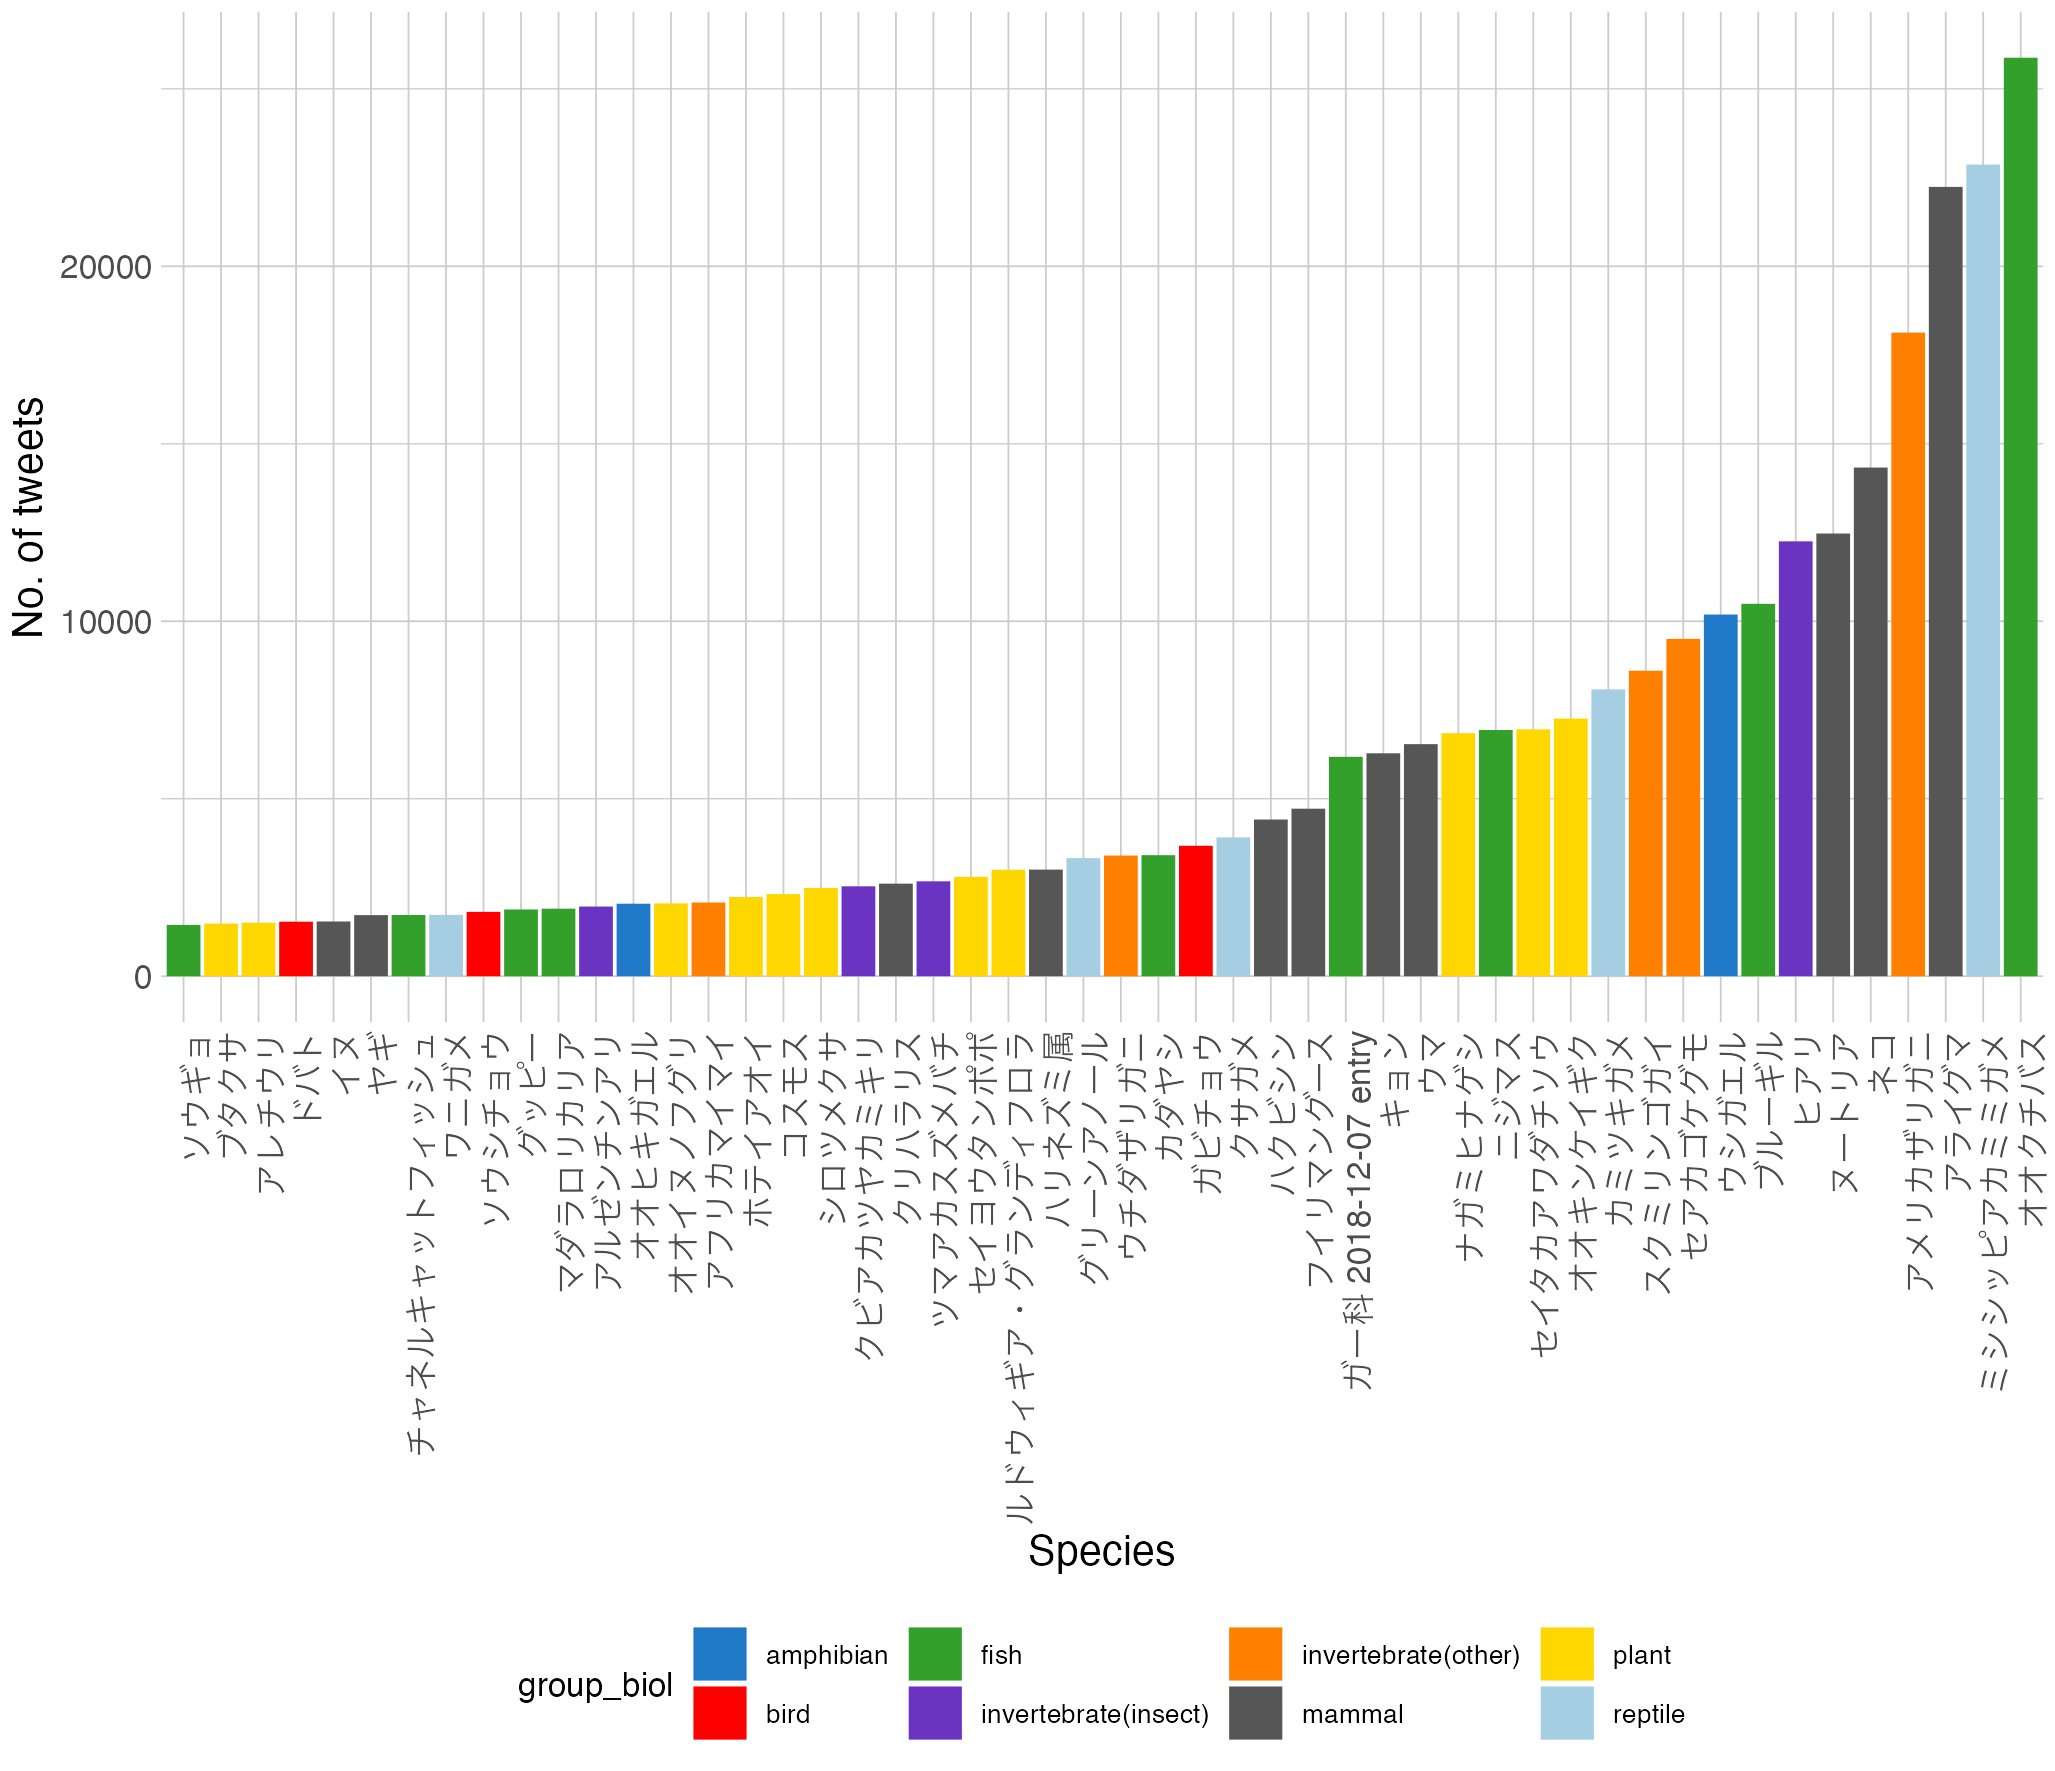 No. of tweets
20000
10000
0
ソウギョ
ブタクサ
アレチウリ
ドバト
イヌ
ヤギ
チャネルキャットフィッシュ
ワニガメ
ソウシチョウ
グッピー
マダラロリカリア
アルゼンチンアリ
オオヒキガエル
オオイヌノフグリ
アフリカマイマイ
ホテイアオイ
コスモス
シロツメクサ
クビアカツヤカミキリ
クリハラリス
ツマアカスズメバチ
セイヨウタンポポ
ルドウィギア・グランディフロラ
ハリネズミ属
グリーンアノール
ウチダザリガニ
カダヤシ
ガビチョウ
クサガメ
ハクビシン
フイリマングース
ガー科 2018-12-07 entry
キョン
ウマ
ナガミヒナゲシ
ニジマス
セイタカアワダチソウ
オオキンケイギク
カミツキガメ
スクミリンゴガイ
セアカゴケグモ
ウシガエル
ブルーギル
ヒアリ
ヌートリア
ネコ
アメリカザリガニ
アライグマ
ミシシッピアカミミガメ
オオクチバス
Species
group_biol
amphibian
fish
invertebrate(other)
plant
bird
invertebrate(insect)
mammal
reptile